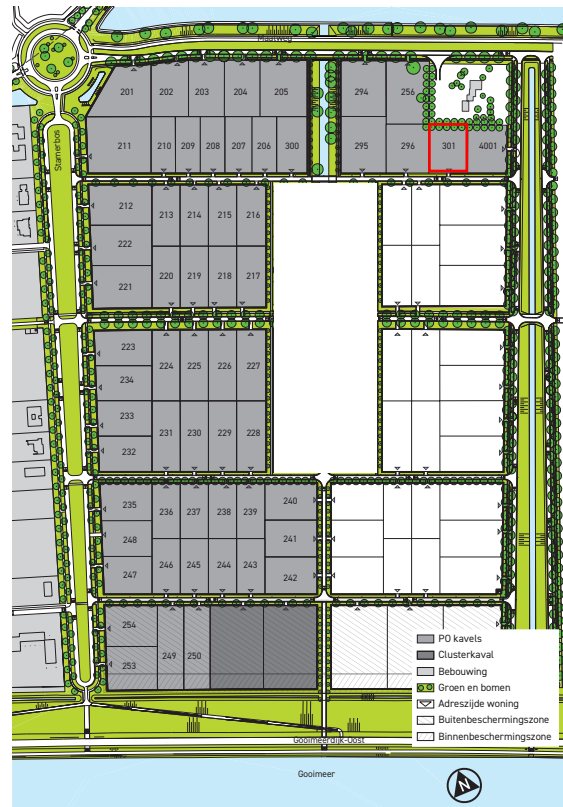 Maatweg
201 202 203 204 205
294 256
211 210 209 208 207 206 300
295 296 301 4001
Stamerbos
212 213 214 215 216
222
221 220 219 218 217
223 224 225 226 227
234
233 231 230 229 228
232
235 236 237 238 239 240
248 241
247 246 245 244 243 242
254
253 249 250
PO kavels
Clusterkaval
Bebouwing
Groen en bomen
Adreszijde woning
Buitenbeschermingszone
Binnenbeschermingszone
Gooimeerdijk-Oost
Gooimeer
N